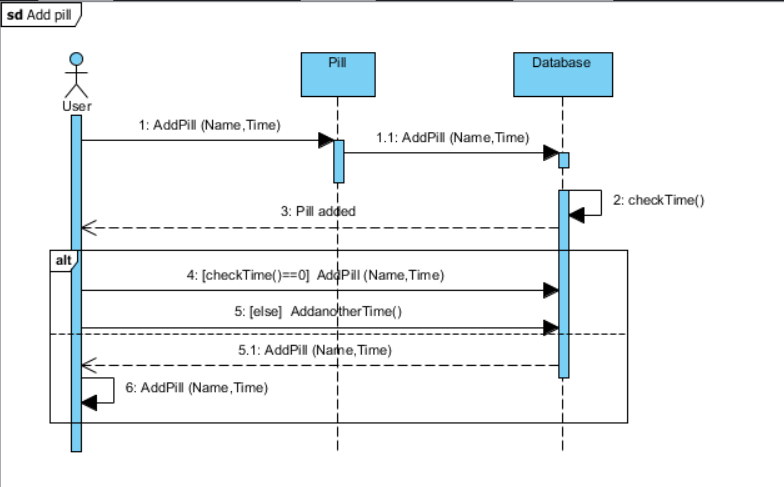 sd Add pill
Pill
Database
User
1: AddPill (Name,Time)
1.1: AddPill (Name,Time)
2: checkTime()
3: Pill added
alt
4: [checkTime()==0] AddPill (Name,Time)
5: [else] AddanotherTime()
5.1: AddPill (Name,Time)
6: AddPill (Name,Time)